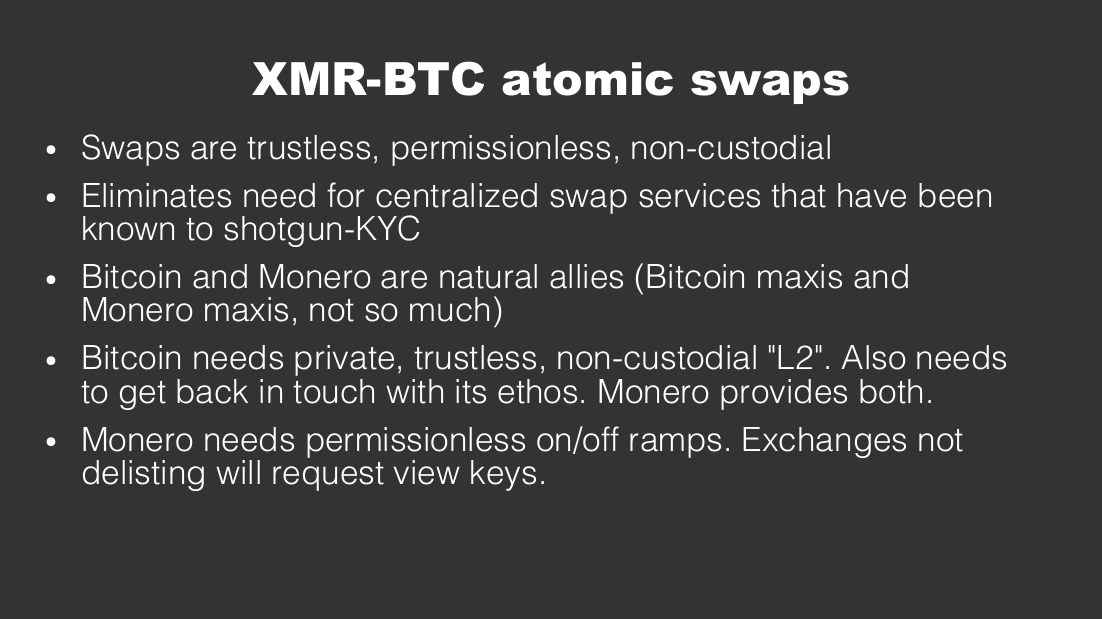 XMR-BTC atomic swaps
• Swaps are trustless, permissionless, non-custodial
• Eliminates need for centralized swap services that have been
known to shotgun-KYC
• Bitcoin and Monero are natural allies (Bitcoin maxis and
Monero maxis, not so much)
• Bitcoin needs private, trustless, non-custodial "L2". Also needs
to get back in touch with its ethos. Monero provides both.
• Monero needs permissionless on/off ramps. Exchanges not
delisting will request view keys.